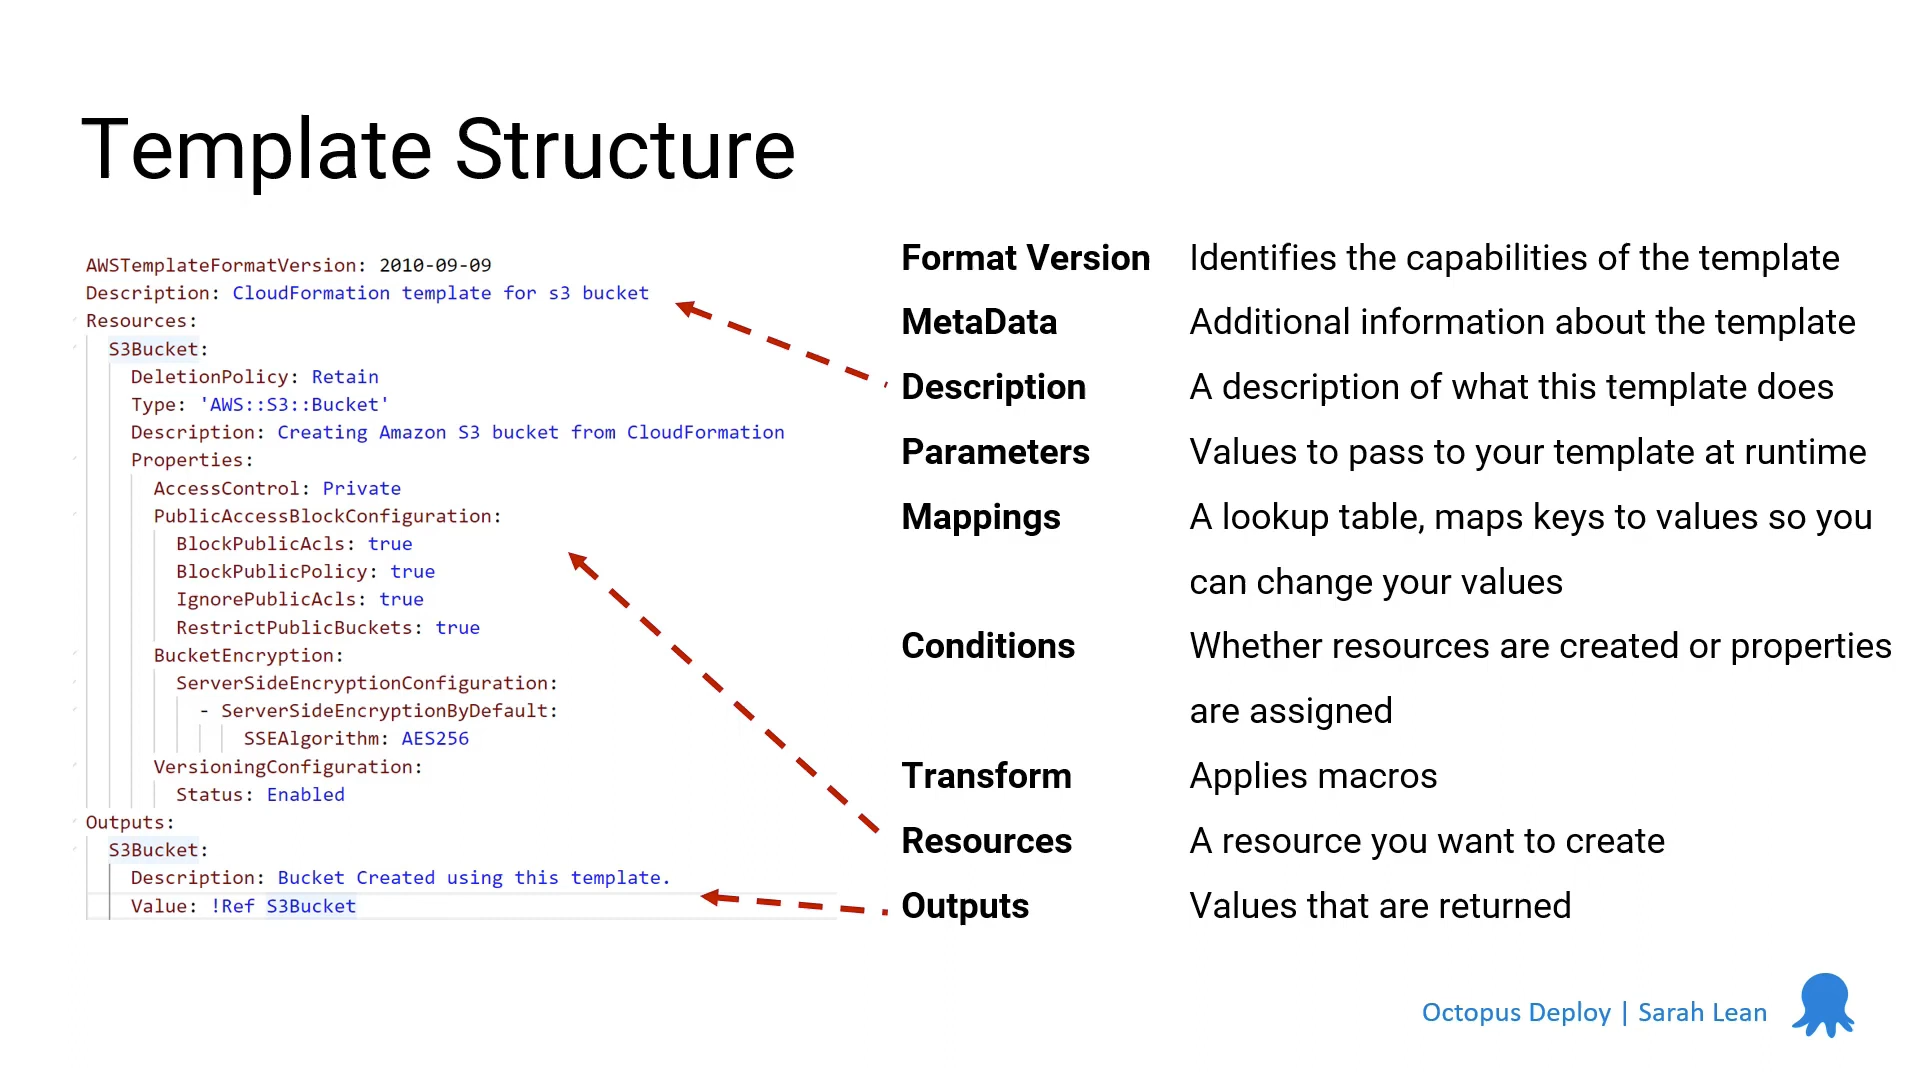 Template Structure
AWSTemplateFormatVersion: 2010-09-09
Description: CloudFormation template for s3 bucket
Resources:
S3Bucket:
DeletionPolicy: Retain
Type: 'AWS::S3::Bucket'
Description: Creating Amazon S3 bucket from CloudFormation
Properties:
AccessControl: Private
PublicAccessBlockConfiguration:
BlockPublicAcls: true
BlockPublicPolicy: true
IgnorePublicAcls: true
RestrictPublicBuckets: true
BucketEncryption:
ServerSideEncryptionConfiguration:
- ServerSideEncryptionByDefault:
SSEAlgorithm: AES256
VersioningConfiguration:
Status: Enabled
Outputs:
S3Bucket:
Description: Bucket Created using this template.
Value: !Ref S3Bucket
Format Version Identifies the capabilities of the template
MetaData Additional information about the template
Description A description of what this template does
Parameters Values to pass to your template at runtime
Mappings A lookup table, maps keys to values so you
can change your values
Conditions Whether resources are created or properties
are assigned
Transform Applies macros
Resources A resource you want to create
Outputs Values that are returned
Octopus Deploy | Sarah Lean